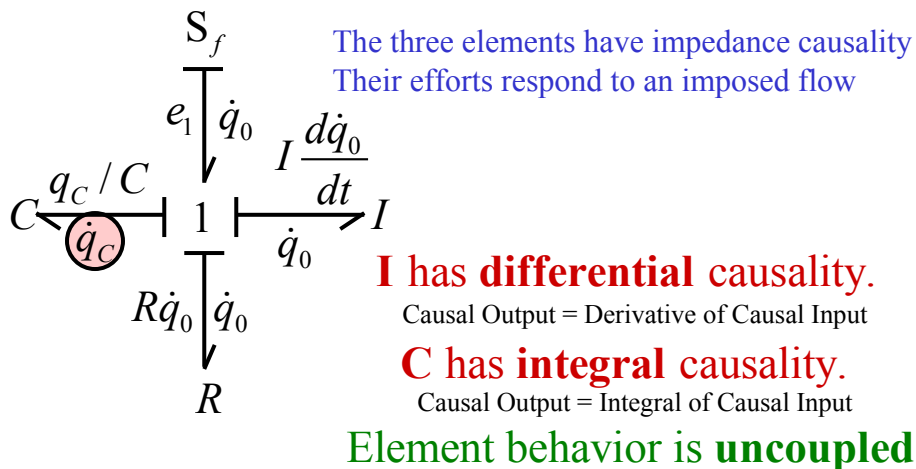 S_f
The three elements have impedance causality
Their efforts respond to an imposed flow
e_1 q̇_0
I dq̇_0/dt
q_C / C
C 1 I
q̇_C q̇_0
I has differential causality.
Rq̇_0 q̇_0
Causal Output = Derivative of Causal Input
C has integral causality.
R
Causal Output = Integral of Causal Input
Element behavior is uncoupled